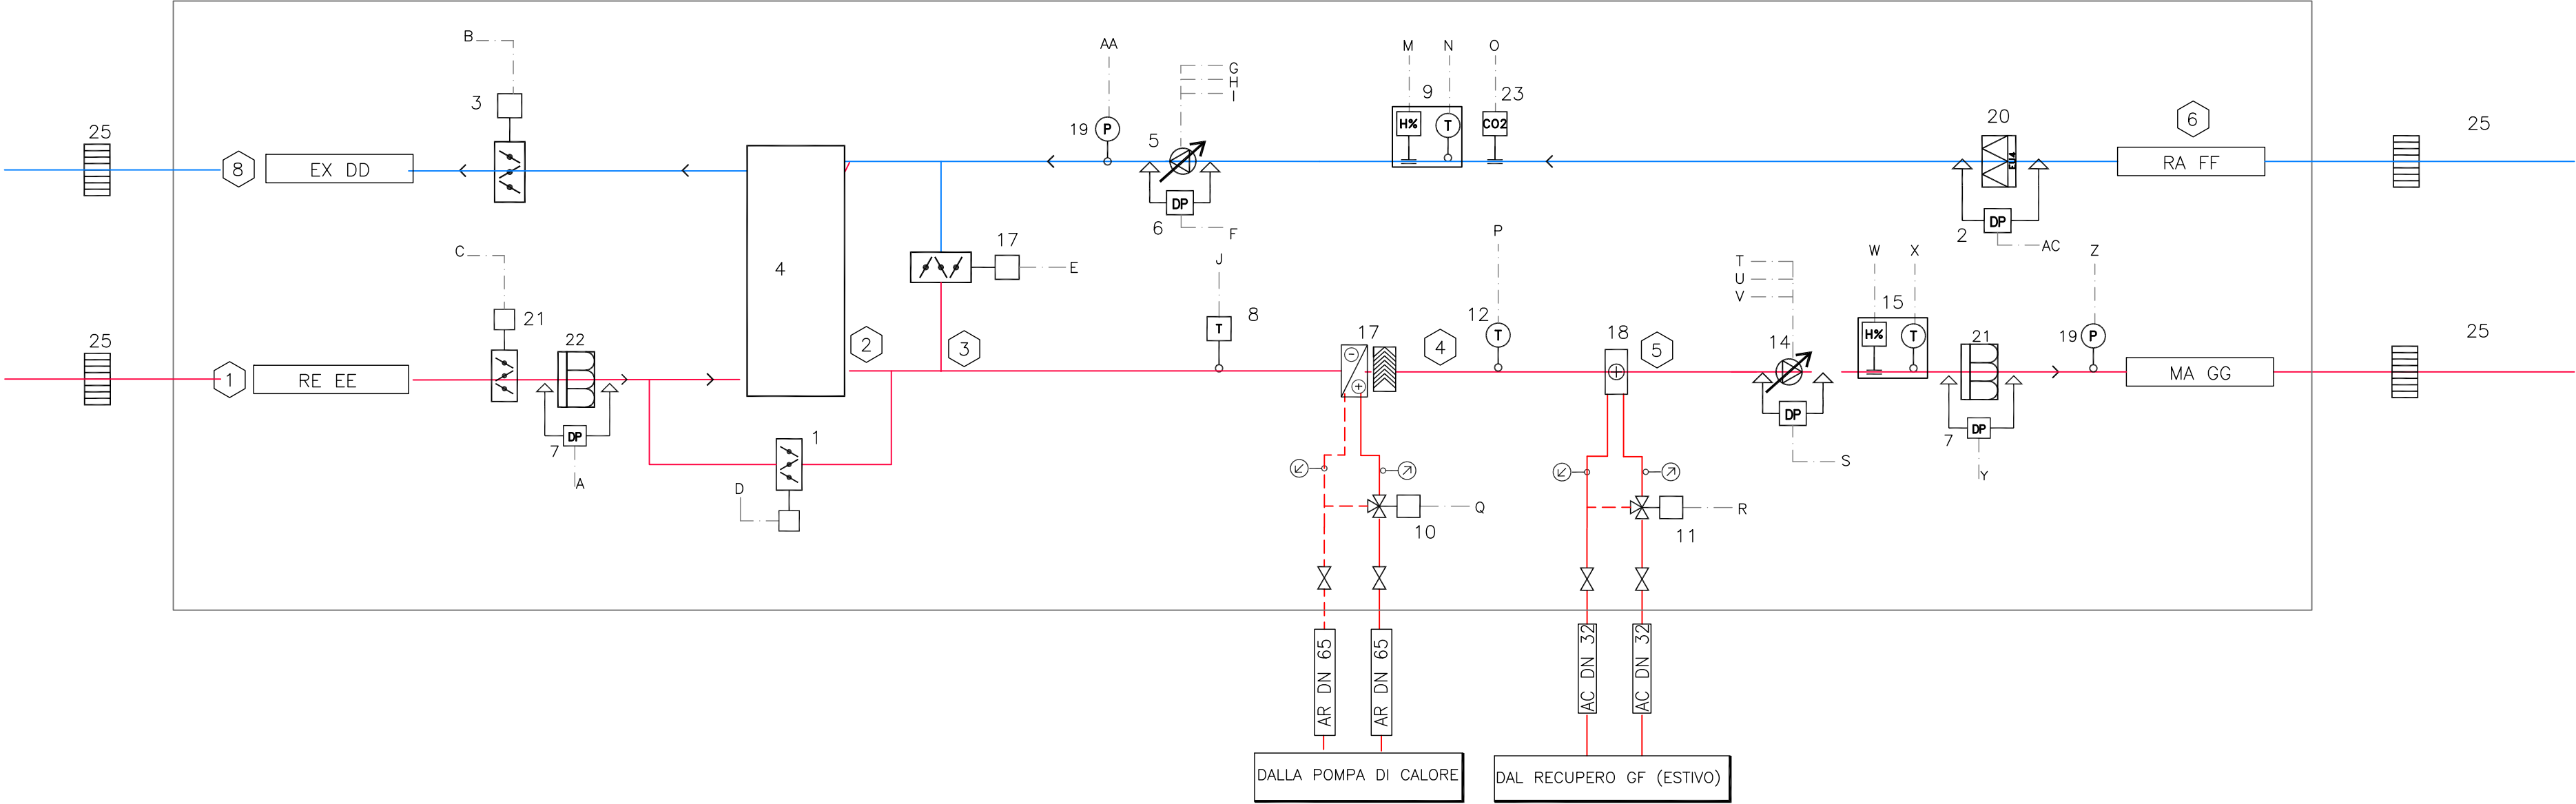 B
AA
G
H
I
M
N
O
3
19
P
5
9
23
H%
T
CO2
20
6
25
25
8
EX DD
EU4
RA FF
DP
6
F
DP
2
AC
C
4
17
E
J
P
T
U
V
W
X
Z
21
22
25
2
3
T
8
17
4
12
T
18
5
14
15
H%
T
21
19
P
25
1
RE EE
-
+
+
MA GG
DP
7
A
1
D
DP
S
DP
7
Y
Q
10
R
11
AR DN 65
AR DN 65
AC DN 32
AC DN 32
DALLA POMPA DI CALORE
DAL RECUPERO GF (ESTIVO)